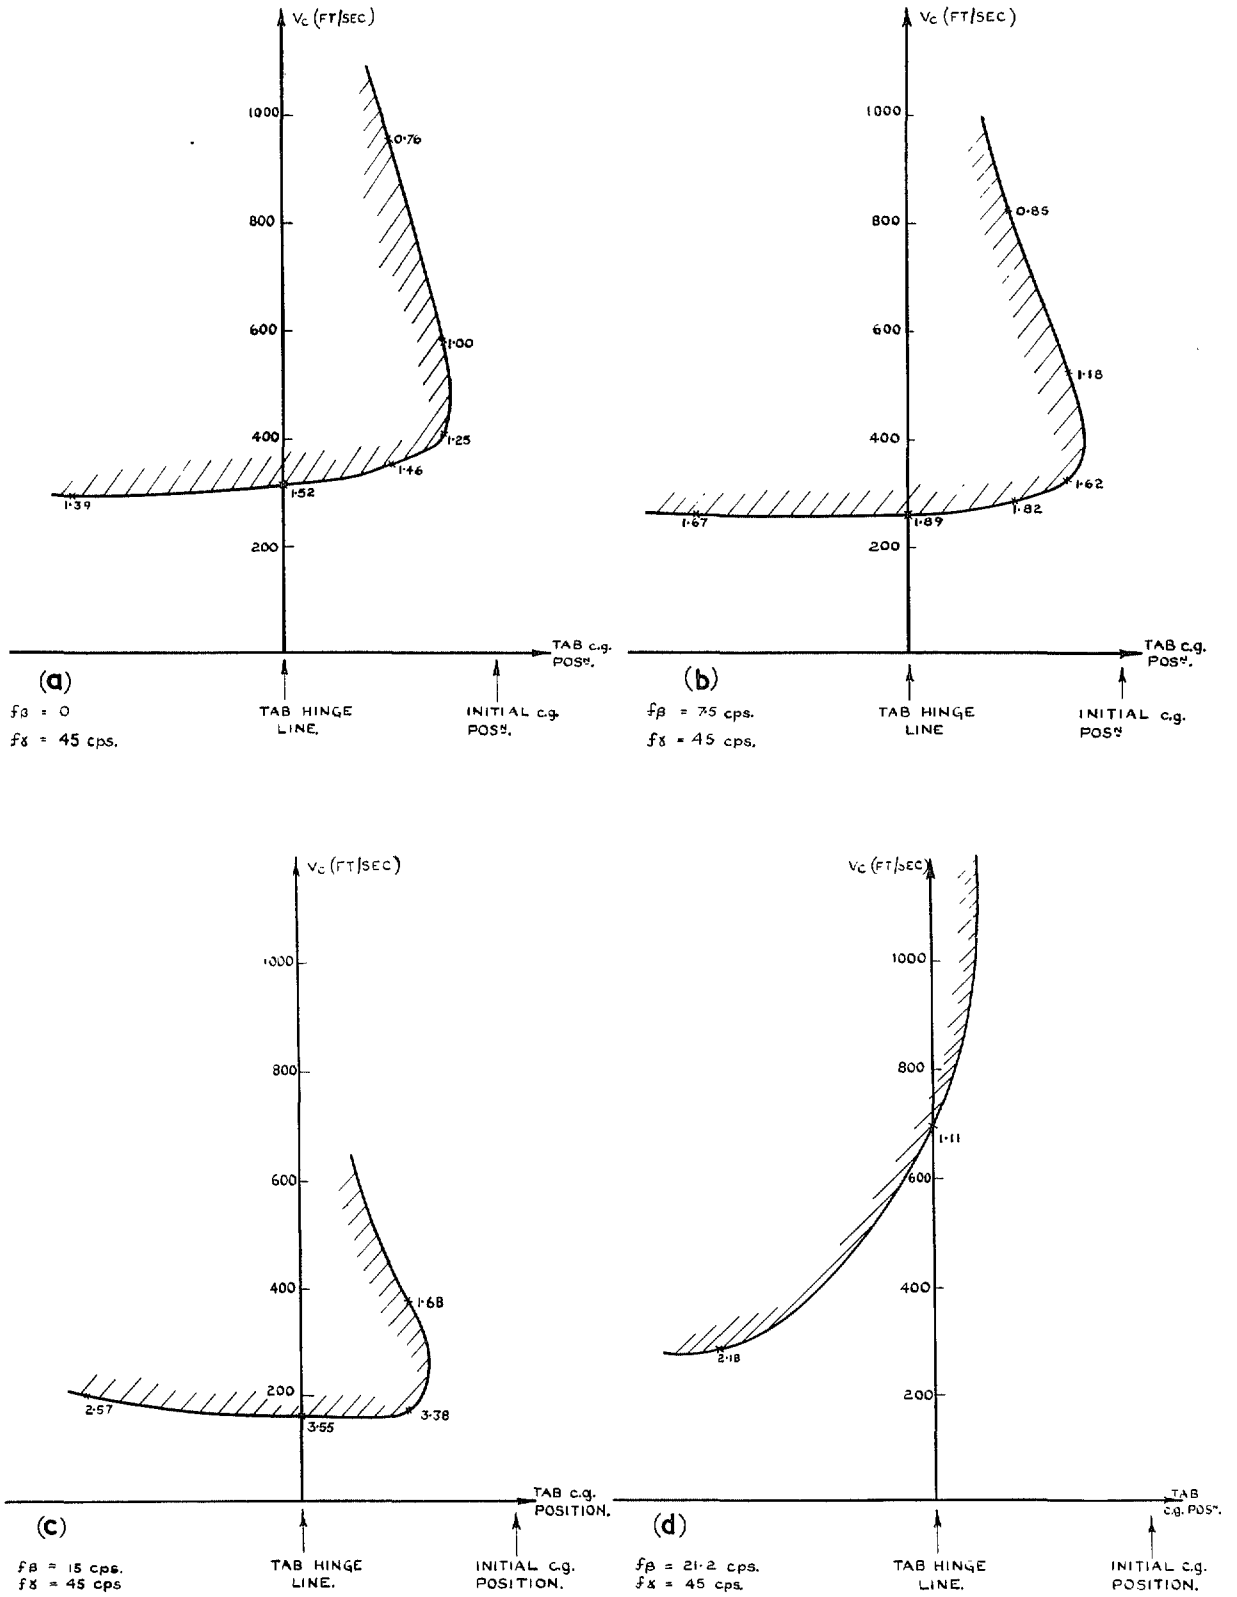 Vc (FT/SEC)
1000
0·76
800
600
1·00
400
1·25
1·46
1·52
1·39
200
TAB c.g.
POSN.
(a)
fβ = 0
fγ = 45 cps.
TAB HINGE
LINE.
INITIAL c.g.
POSN.
Vc (FT/SEC)
1000
0·85
800
600
1·18
400
1·62
1·82
1·89
1·67
200
TAB c.g.
POSN.
(b)
fβ = 7·5 cps.
fγ = 45 cps.
TAB HINGE
LINE
INITIAL c.g.
POSN
Vc (FT/SEC)
1000
800
600
400
1·68
200
2·57
3·55
3·38
TAB c.g.
POSITION.
(c)
fβ = 15 cps.
fγ = 45 cps
TAB HINGE
LINE.
INITIAL c.g.
POSITION.
Vc (FT/SEC)
1000
800
1·11
600
400
2·18
200
TAB
c.g. POSN.
(d)
fβ = 21·2 cps.
fγ = 45 cps.
TAB HINGE
LINE.
INITIAL c.g.
POSITION.